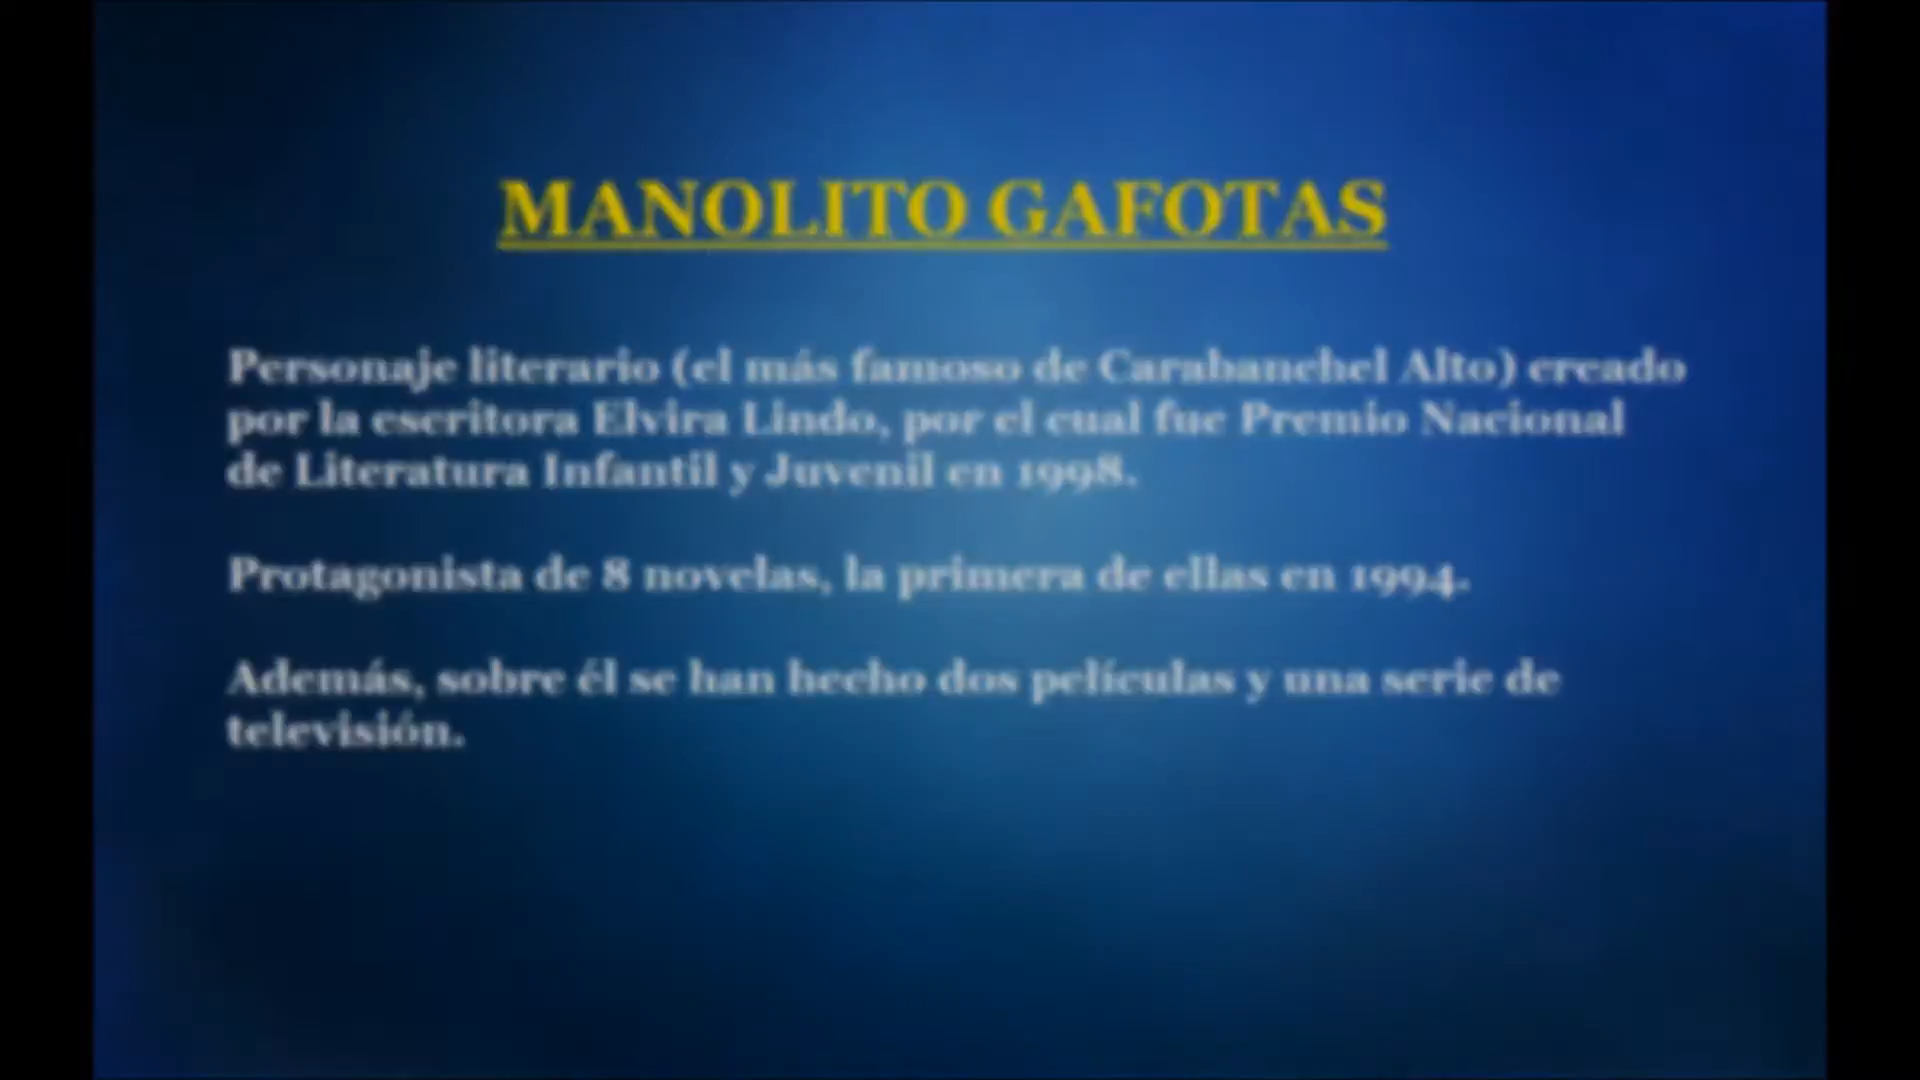 MANOLITO GAFOTAS
Personaje literario (el más famoso de Carabanchel Alto) creado
por la escritora Elvira Lindo, por el cual fue Premio Nacional
de Literatura Infantil y Juvenil en 1998.
Protagonista de 8 novelas, la primera de ellas en 1994.
Además, sobre él se han hecho dos películas y una serie de
televisión.